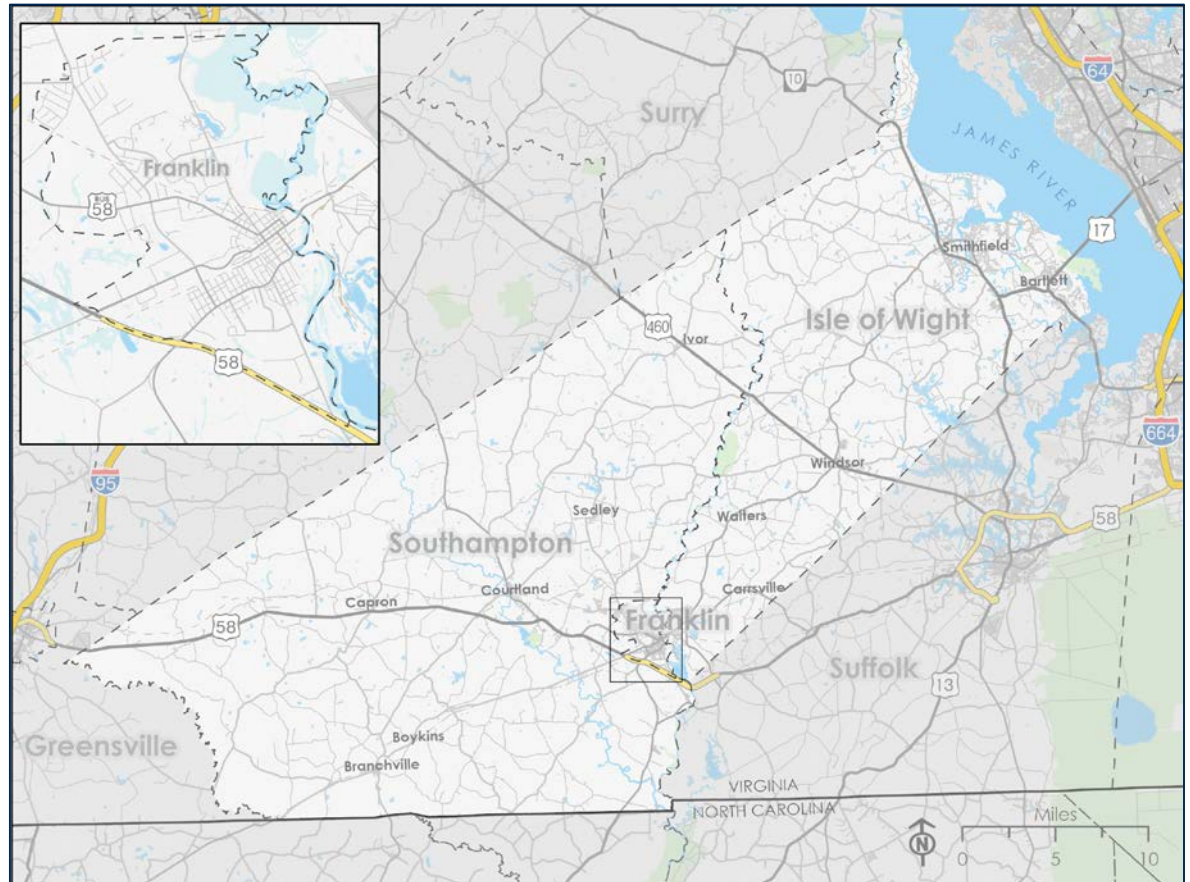 Franklin
BUS
58
58
10
64
Surry
JAMES RIVER
17
Smithfield
Bartlett
Isle of Wight
460
Ivor
664
95
Windsor
58
Sedley
Walters
Southampton
Courtland
Carrsville
Capron
58
Franklin
Suffolk
13
Greensville
Boykins
Branchville
VIRGINIA
NORTH CAROLINA
N
Miles
0 5 10